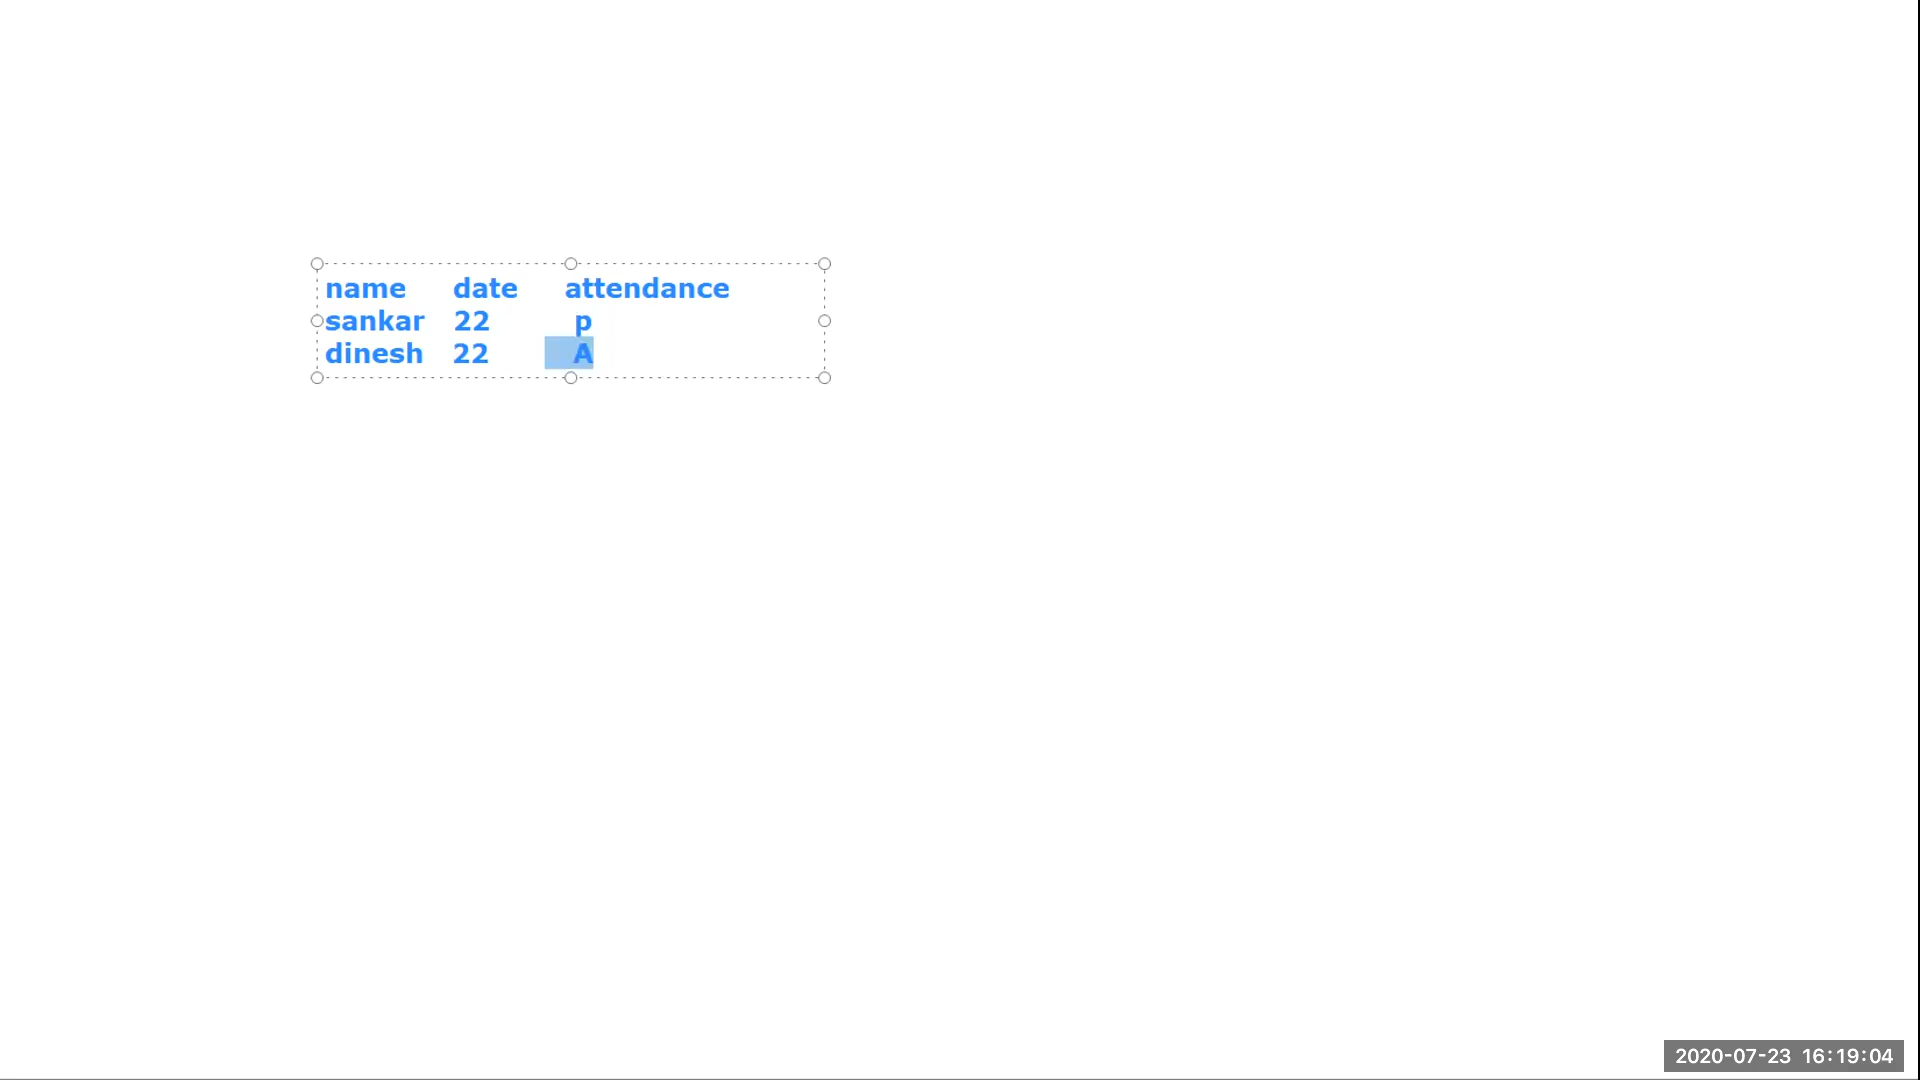 name date attendance
sankar 22 p
dinesh 22 A
2020-07-23 16:19:04